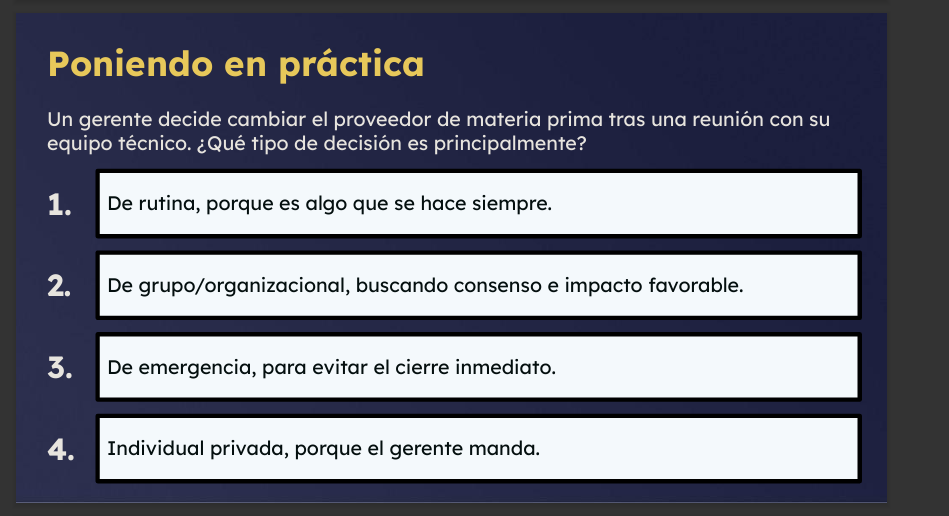 Poniendo en práctica
Un gerente decide cambiar el proveedor de materia prima tras una reunión con su
equipo técnico. ¿Qué tipo de decisión es principalmente?
1. De rutina, porque es algo que se hace siempre.
2. De grupo/organizacional, buscando consenso e impacto favorable.
3. De emergencia, para evitar el cierre inmediato.
4. Individual privada, porque el gerente manda.